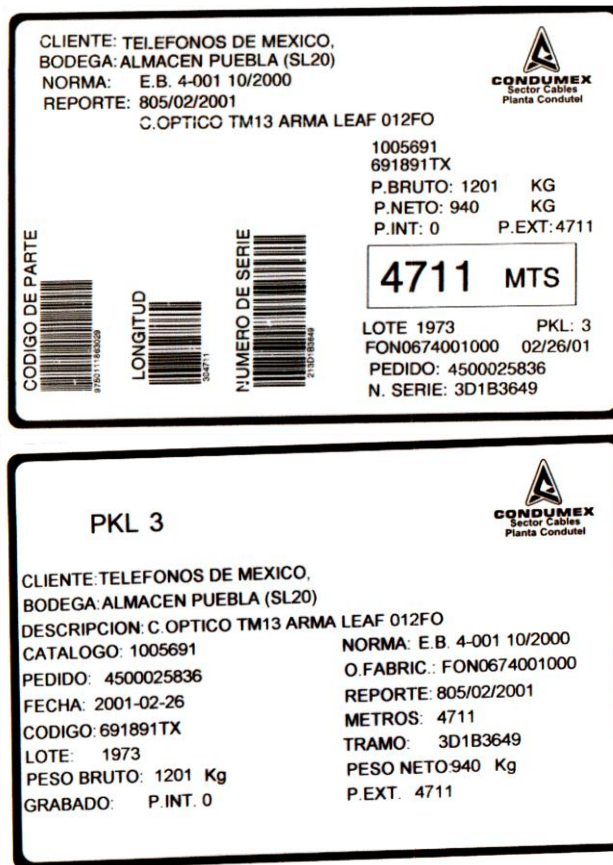 CLIENTE: TELEFONOS DE MEXICO,
BODEGA: ALMACEN PUEBLA (SL20)
NORMA: E.B. 4-001 10/2000
REPORTE: 805/02/2001
C.OPTICO TM13 ARMA LEAF 012FO
CONDUMEX
Sector Cables
Planta Condutel
1005691
691891TX
P.BRUTO: 1201 KG
P.NETO: 940 KG
P.INT: 0 P.EXT: 4711
4711 MTS
LOTE 1973 PKL: 3
FON0674001000 02/26/01
PEDIDO: 4500025836
N. SERIE: 3D1B3649
CODIGO DE PARTE
LONGITUD
304711
NUMERO DE SERIE
213D1B3649
PKL 3
CONDUMEX
Sector Cables
Planta Condutel
CLIENTE: TELEFONOS DE MEXICO,
BODEGA: ALMACEN PUEBLA (SL20)
DESCRIPCION: C.OPTICO TM13 ARMA LEAF 012FO
CATALOGO: 1005691 NORMA: E.B. 4-001 10/2000
PEDIDO: 4500025836 O.FABRIC.: FON0674001000
FECHA: 2001-02-26 REPORTE: 805/02/2001
CODIGO: 691891TX METROS: 4711
LOTE: 1973 TRAMO: 3D1B3649
PESO BRUTO: 1201 Kg PESO NETO: 940 Kg
GRABADO: P.INT. 0 P.EXT. 4711